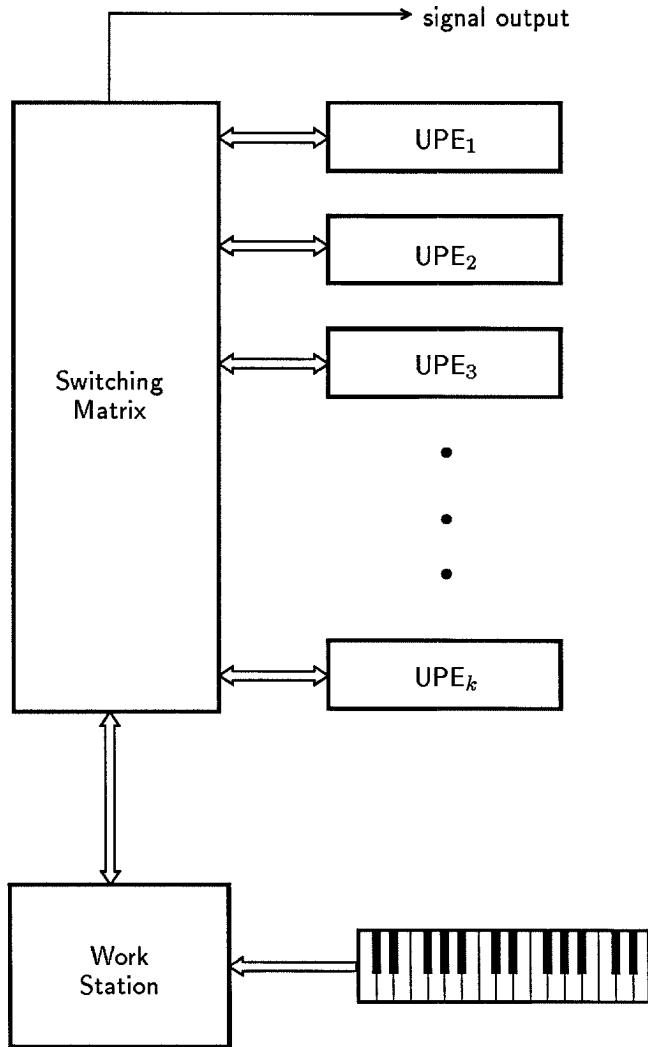 signal output
UPE₁
UPE₂
UPE₃
Switching
Matrix
UPEₖ
Work
Station